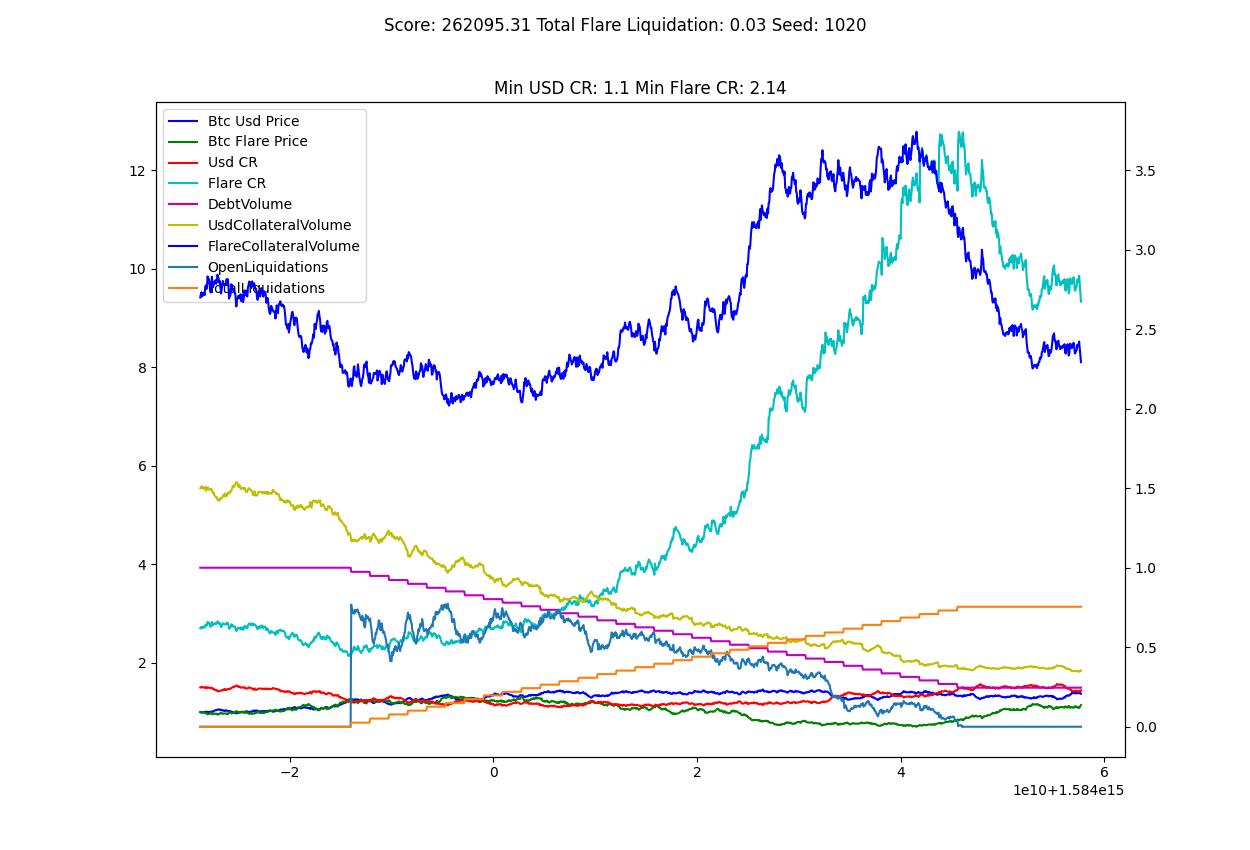 Score: 262095.31 Total Flare Liquidation: 0.03 Seed: 1020
Min USD CR: 1.1 Min Flare CR: 2.14
Btc Usd Price
Btc Flare Price
Usd CR
Flare CR
DebtVolume
UsdCollateralVolume
FlareCollateralVolume
OpenLiquidations
TotalLiquidations
12
10
8
6
4
2
3.5
3.0
2.5
2.0
1.5
1.0
0.5
0.0
−2
0
2
4
6
1e10+1.584e15